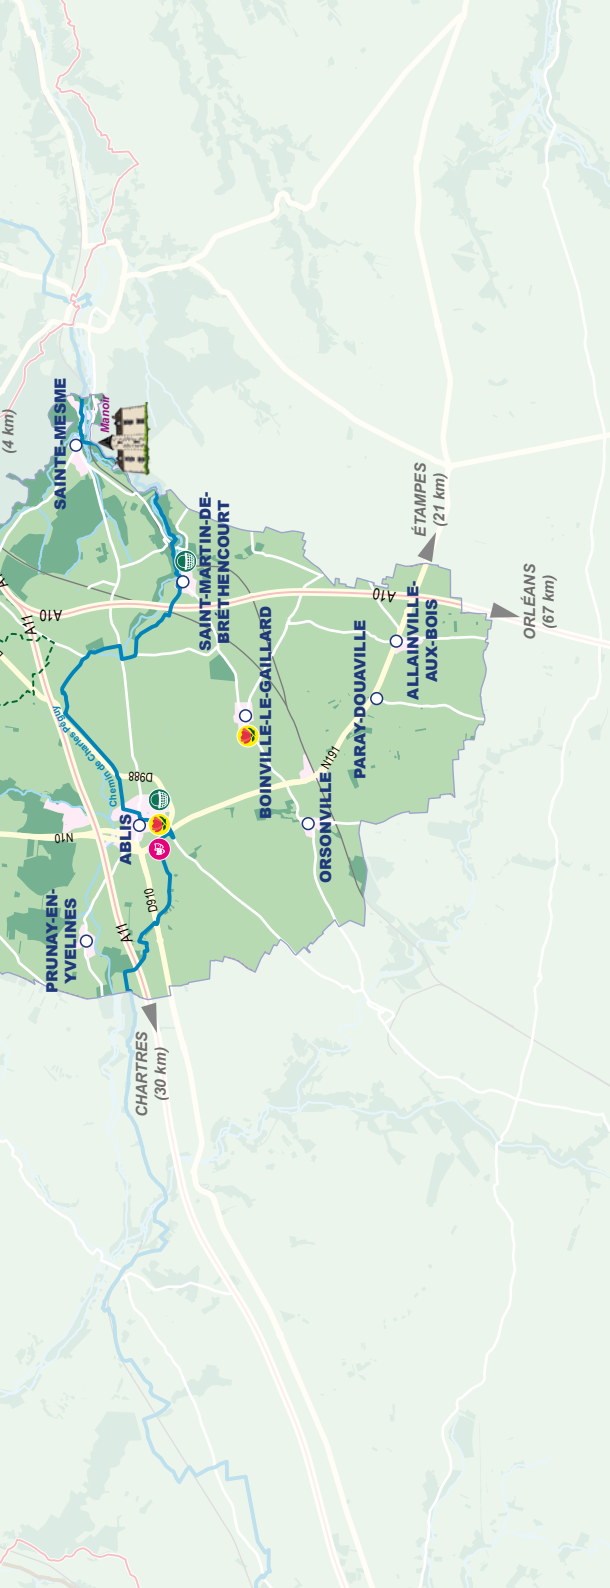 (4 km)
SAINTE-MESME
Manoir
SAINT-MARTIN-DE-
BRÉTHENCOURT
ÉTAMPES
(21 km)
ORLÉANS
(67 km)
A10
A10
A11
ALLAINVILLE-
AUX-BOIS
PARAY-DOUAVILLE
BOINVILLE-LE-GAILLARD
Chemin de Charles Péguy
D988
N191
N10
ABLIS
ORSONVILLE
PRUNAY-EN-
YVELINES
D910
A11
CHARTRES
(30 km)